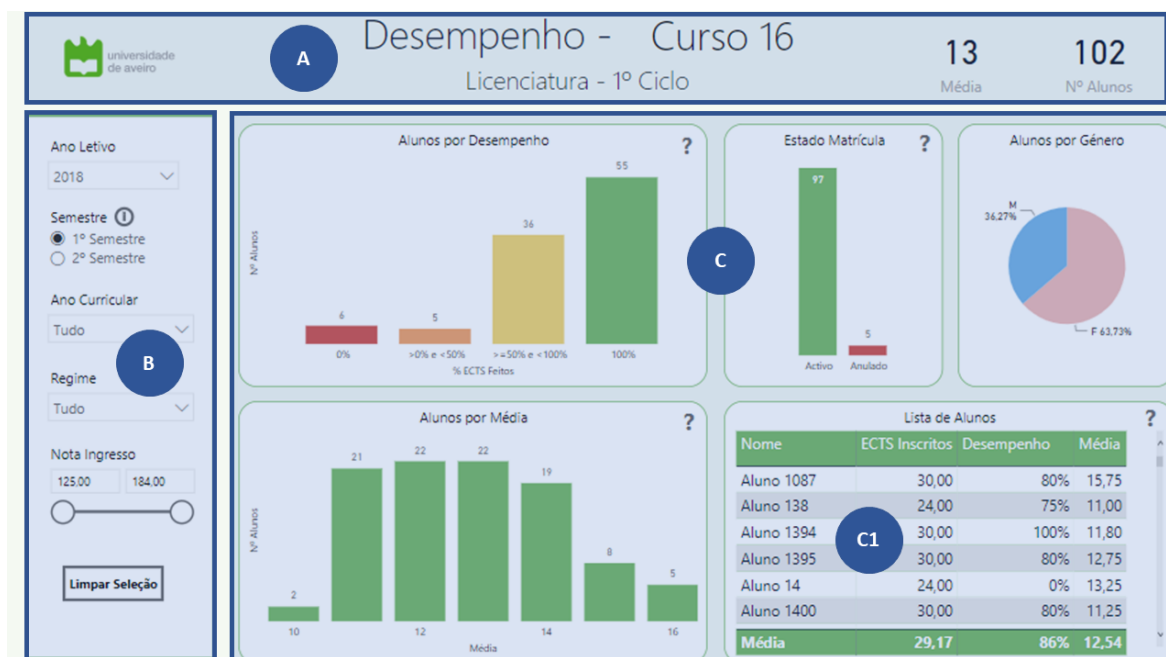 universidade
de aveiro
A
Desempenho - Curso 16
Licenciatura - 1º Ciclo
13
Média
102
Nº Alunos
Ano Letivo
2018
Semestre
1º Semestre
2º Semestre
Ano Curricular
Tudo
B
Regime
Tudo
Nota Ingresso
125,00 184,00
Limpar Seleção
Alunos por Desempenho ?
Nº Alunos
6 5 36 55
0% >0% e <50% >=50% e <100% 100%
% ECTS Feitos
C
Estado Matrícula ?
97 5
Activo Anulado
Alunos por Género
M
36,27%
F 63,73%
Alunos por Média ?
Nº Alunos
2 21 22 22 19 8 5
10 12 14 16
Média
Lista de Alunos ?
Nome ECTS Inscritos Desempenho Média
Aluno 1087 30,00 80% 15,75
Aluno 138 24,00 75% 11,00
Aluno 1394 30,00 100% 11,80
C1
Aluno 1395 30,00 80% 12,75
Aluno 14 24,00 0% 13,25
Aluno 1400 30,00 80% 11,25
Média 29,17 86% 12,54